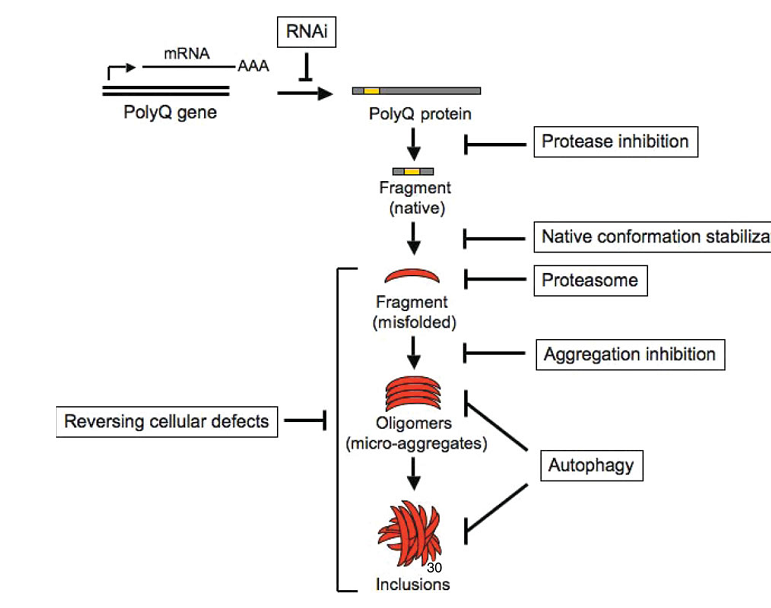 RNAi
mRNA
AAA
PolyQ gene
PolyQ protein
Protease inhibition
Fragment
(native)
Native conformation stabiliza
Proteasome
Fragment
(misfolded)
Aggregation inhibition
Reversing cellular defects
Oligomers
(micro-aggregates)
Autophagy
30
Inclusions